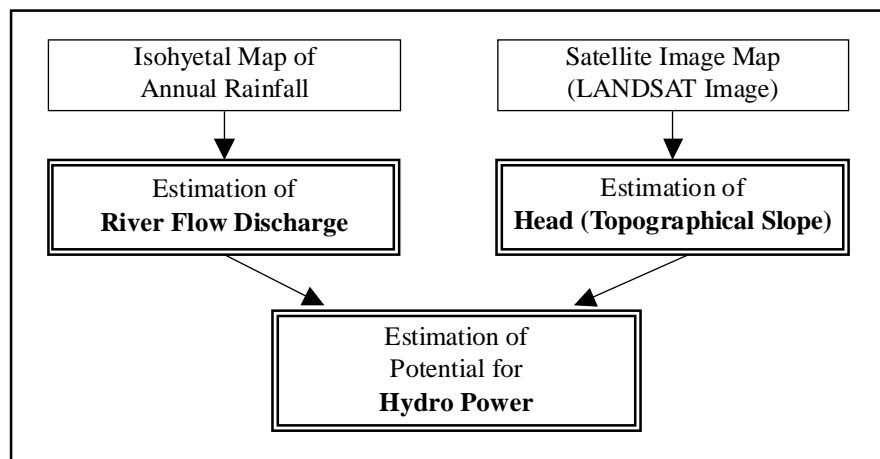 Isohyetal Map of
Annual Rainfall
Satellite Image Map
(LANDSAT Image)
Estimation of
River Flow Discharge
Estimation of
Head (Topographical Slope)
Estimation of
Potential for
Hydro Power